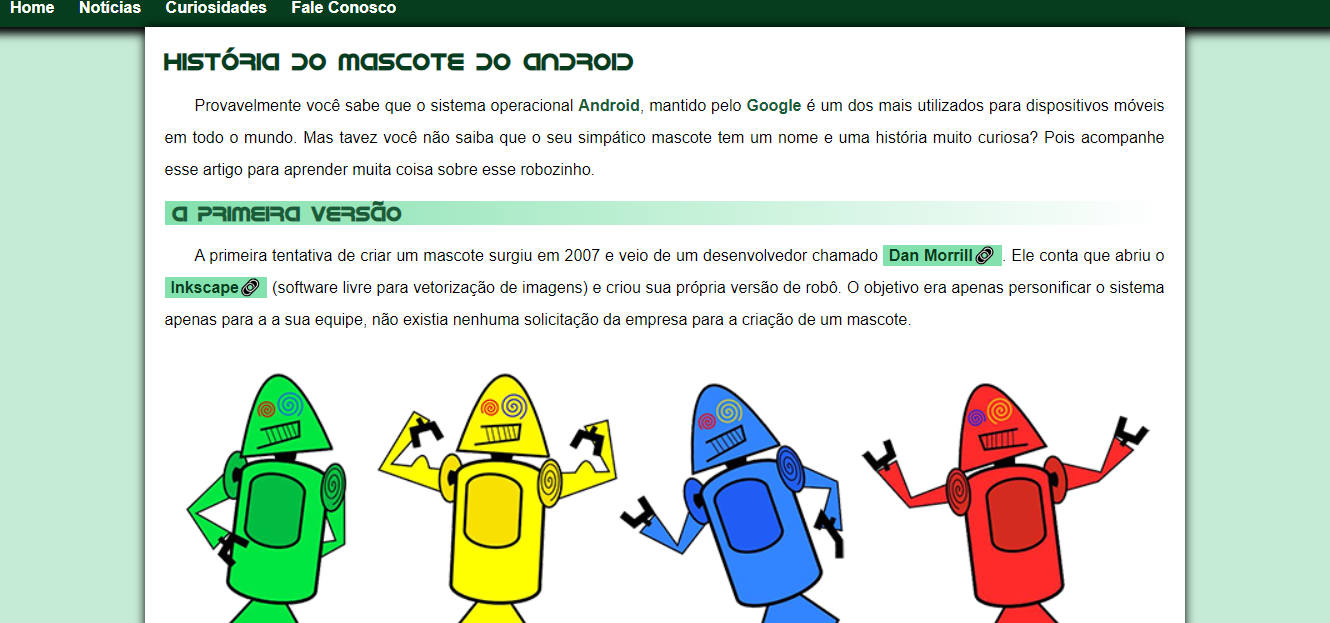 Home Notícias Curiosidades Fale Conosco
História do Mascote do Android
Provavelmente você sabe que o sistema operacional Android, mantido pelo Google é um dos mais utilizados para dispositivos móveis
em todo o mundo. Mas tavez você não saiba que o seu simpático mascote tem um nome e uma história muito curiosa? Pois acompanhe
esse artigo para aprender muita coisa sobre esse robozinho.
A primeira versão
A primeira tentativa de criar um mascote surgiu em 2007 e veio de um desenvolvedor chamado Dan Morrill. Ele conta que abriu o
Inkscape (software livre para vetorização de imagens) e criou sua própria versão de robô. O objetivo era apenas personificar o sistema
apenas para a a sua equipe, não existia nenhuma solicitação da empresa para a criação de um mascote.